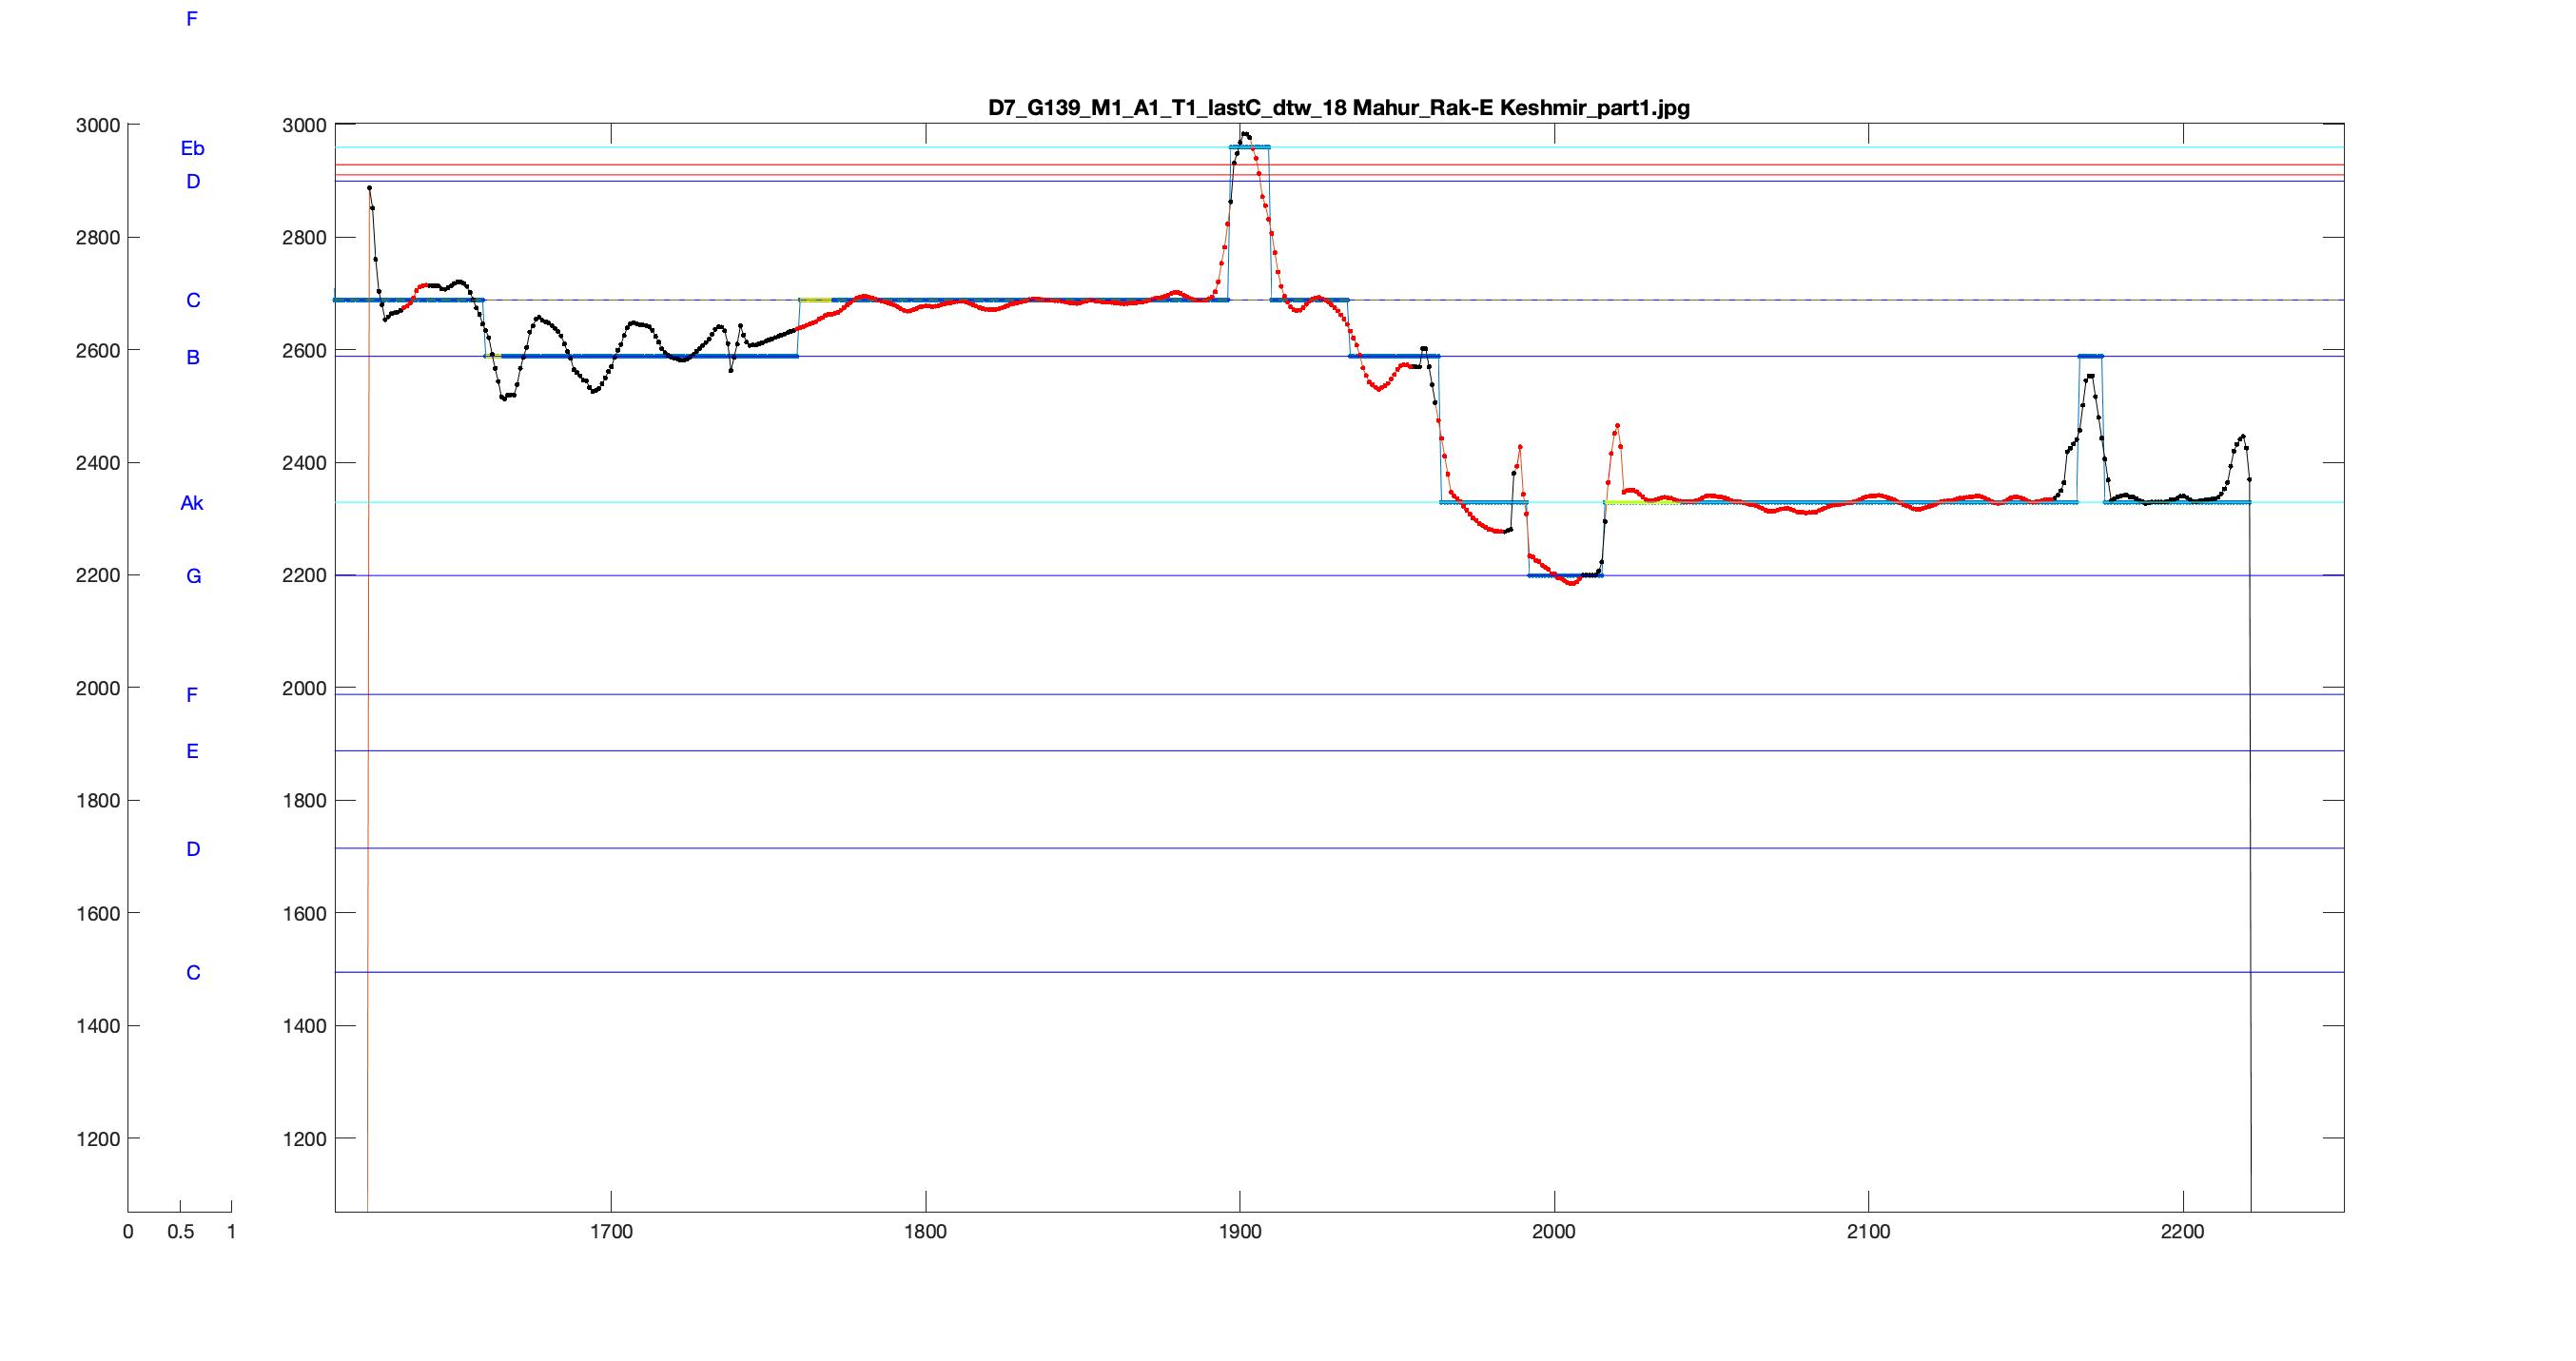 F
D7_G139_M1_A1_T1_lastC_dtw_18 Mahur_Rak-E Keshmir_part1.jpg
3000 3000
Eb
D
2800 2800
C
2600 2600
B
2400 2400
Ak
2200 G 2200
2000 2000
F
E
1800 1800
D
1600 1600
C
1400 1400
1200 1200
0 0.5 1 1700 1800 1900 2000 2100 2200